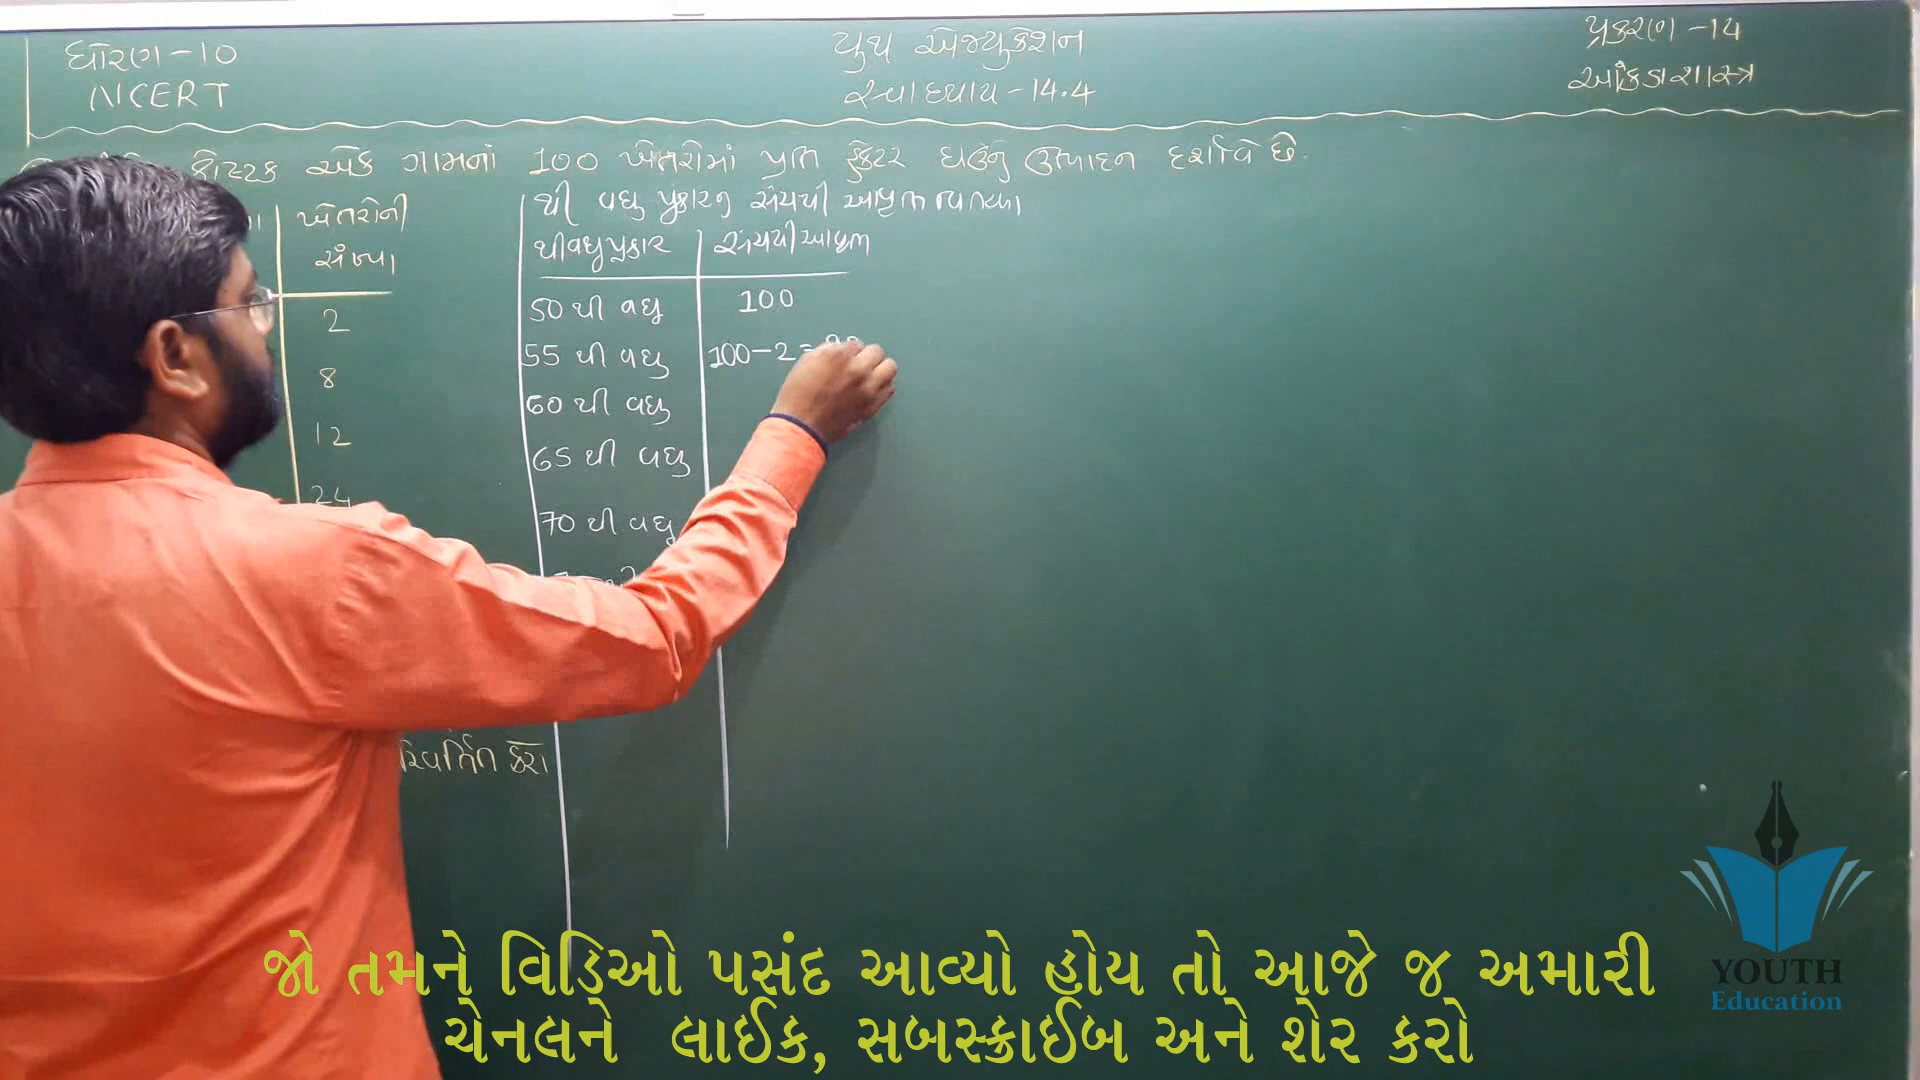 ધોરણ-10
NCERT
યુથ એજ્યુકેશન
સ્વાધ્યાય-14.4
પ્રકરણ-14
આંકડાશાસ્ત્ર
કોષ્ટક એક ગામનાં 100 ખેતરોમાં પ્રતિ હેક્ટર ઘઉંનું ઉત્પાદન દર્શાવે છે.
ખેતરોની
સંખ્યા
2
8
12
24
થી વધુ પ્રકારનું સંચયી આવૃત્તિ વિતરણ
થી વધુ પ્રકાર સંચયી આવૃત્તિ
50 થી વધુ 100
55 થી વધુ 100-2=
60 થી વધુ
65 થી વધુ
70 થી વધુ
કરો
જો તમને વિડિઓ પસંદ આવ્યો હોય તો આજે જ અમારી
ચેનલને લાઈક, સબસ્ક્રાઈબ અને શેર કરો
YOUTH
Education